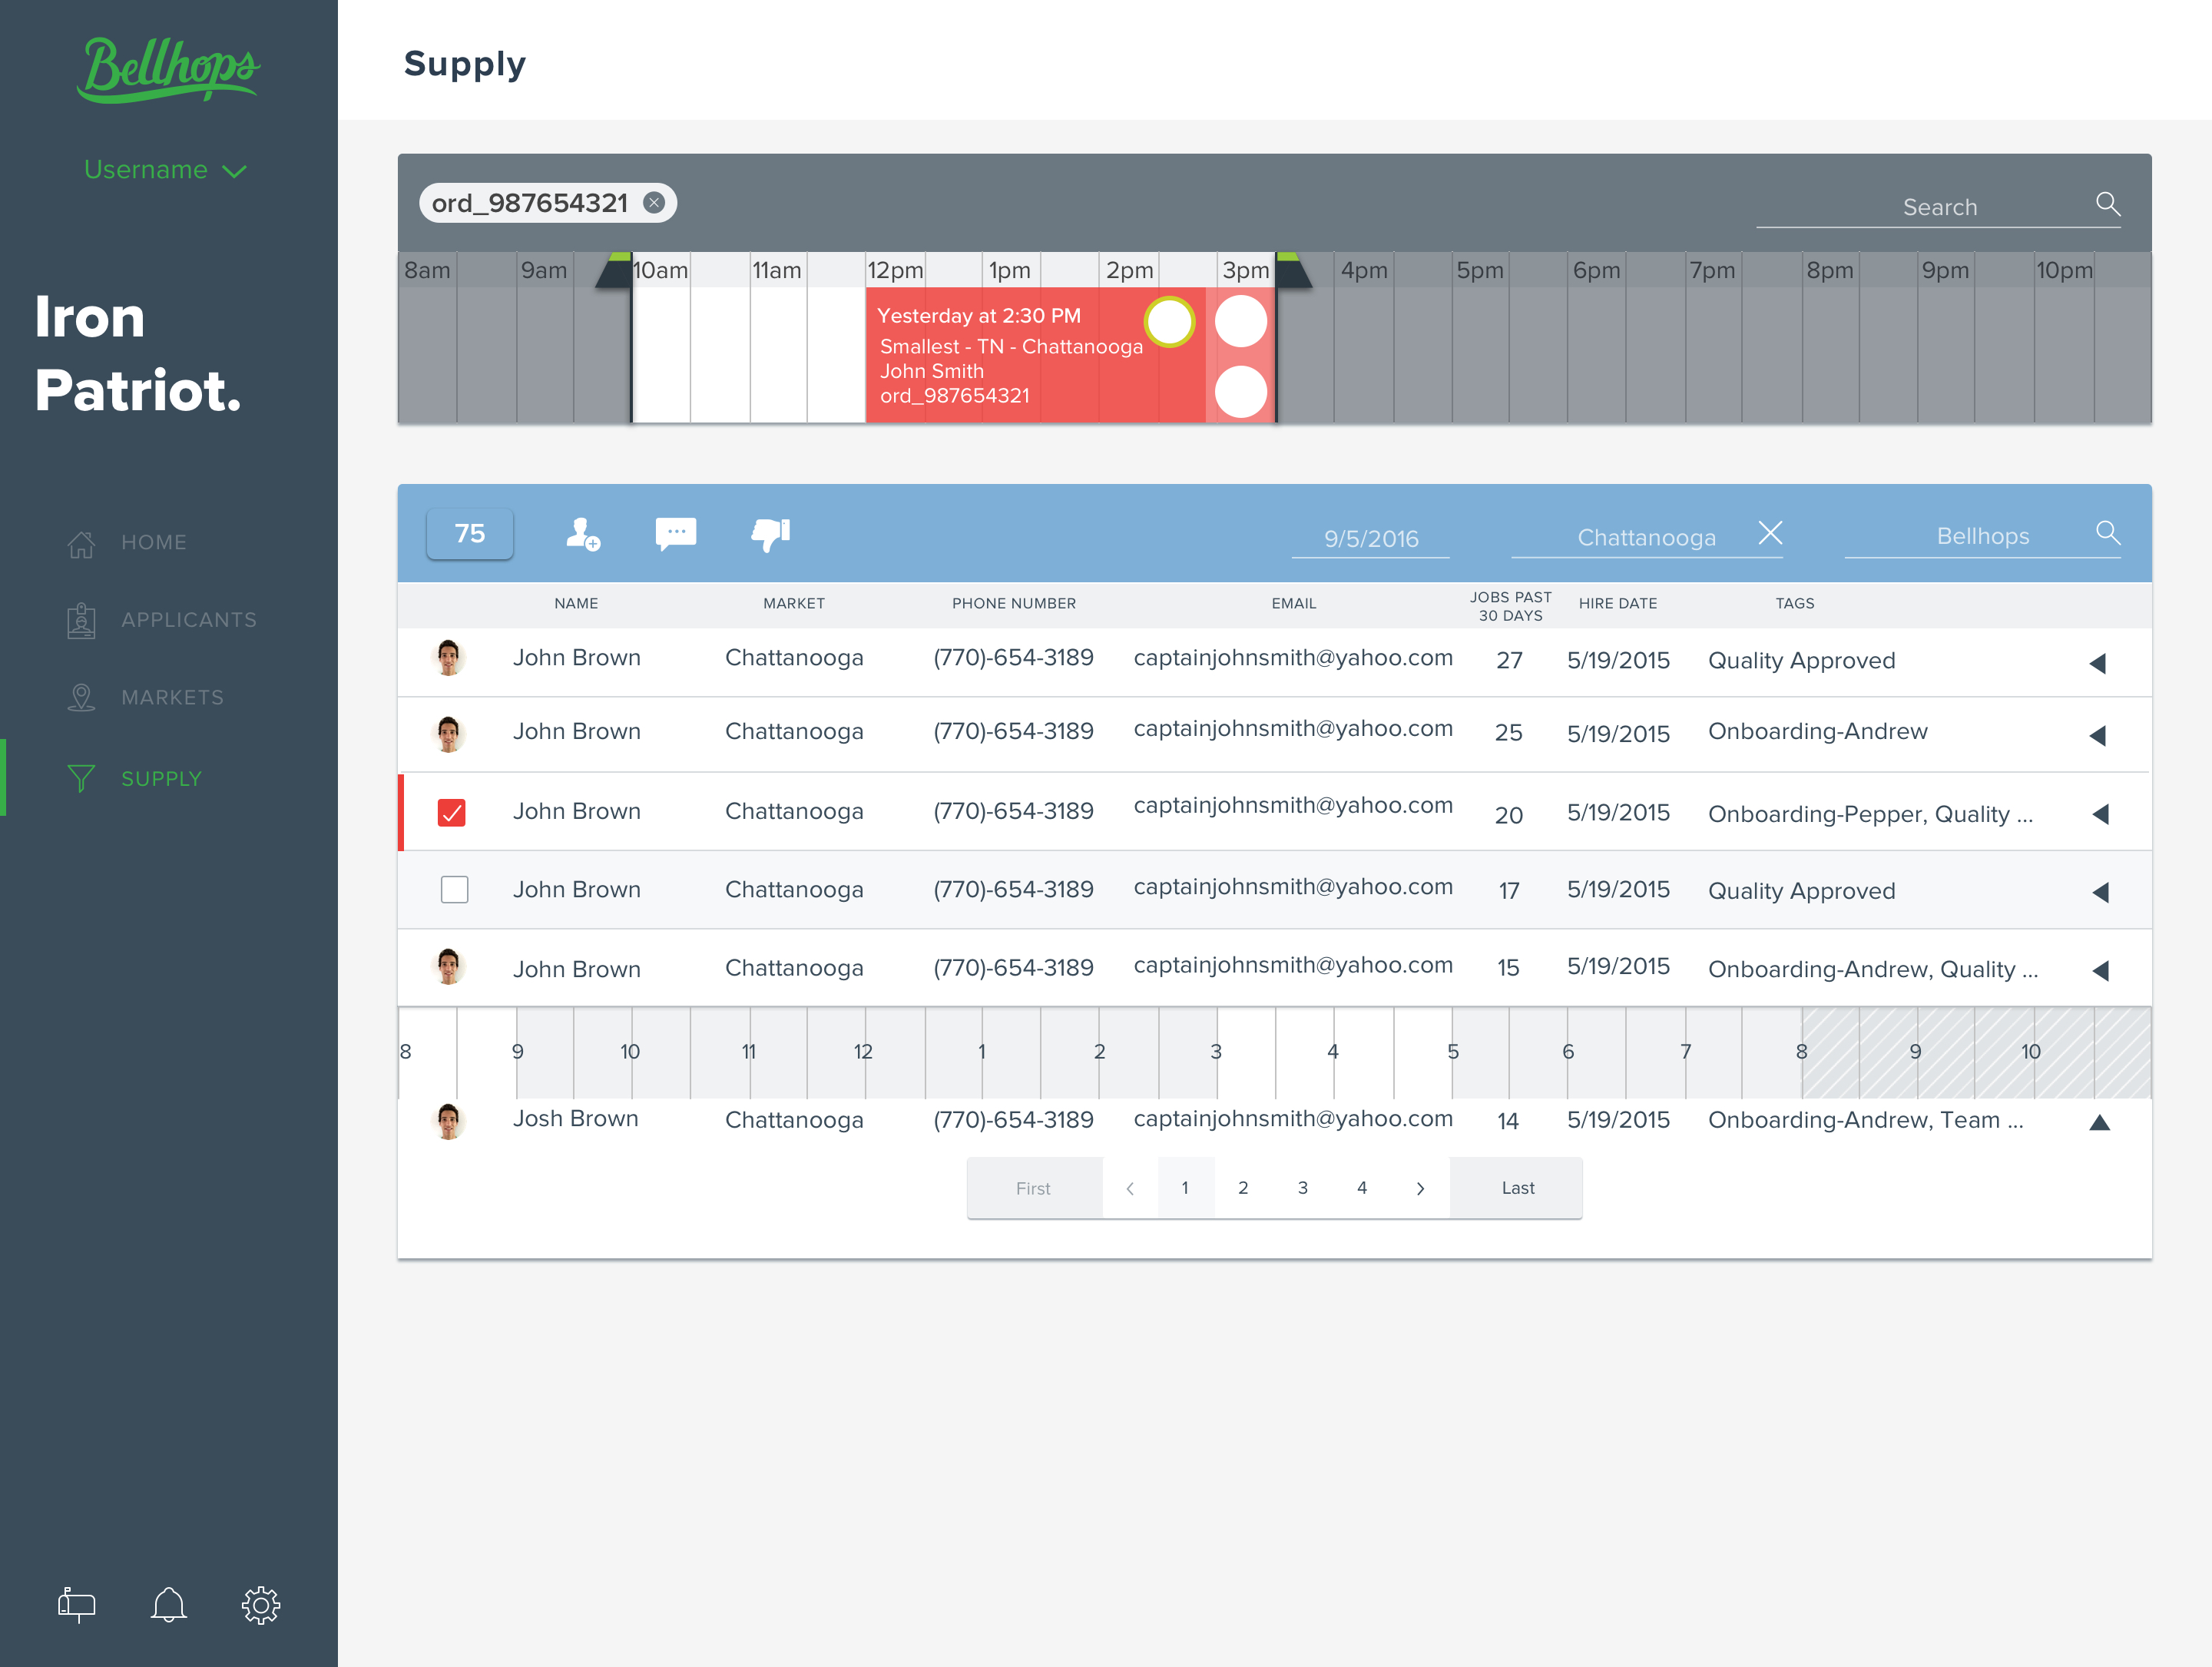 Bellhops
Username
Iron
Patriot.
HOME
APPLICANTS
MARKETS
SUPPLY
Supply
ord_987654321
Search
8am 9am 10am 11am 12pm 1pm 2pm 3pm 4pm 5pm 6pm 7pm 8pm 9pm 10pm
Yesterday at 2:30 PM
Smallest - TN - Chattanooga
John Smith
ord_987654321
75 9/5/2016 Chattanooga Bellhops
NAME MARKET PHONE NUMBER EMAIL JOBS PAST 30 DAYS HIRE DATE TAGS
John Brown Chattanooga (770)-654-3189 captainjohnsmith@yahoo.com 27 5/19/2015 Quality Approved
John Brown Chattanooga (770)-654-3189 captainjohnsmith@yahoo.com 25 5/19/2015 Onboarding-Andrew
John Brown Chattanooga (770)-654-3189 captainjohnsmith@yahoo.com 20 5/19/2015 Onboarding-Pepper, Quality ...
John Brown Chattanooga (770)-654-3189 captainjohnsmith@yahoo.com 17 5/19/2015 Quality Approved
John Brown Chattanooga (770)-654-3189 captainjohnsmith@yahoo.com 15 5/19/2015 Onboarding-Andrew, Quality ...
8 9 10 11 12 1 2 3 4 5 6 7 8 9 10
Josh Brown Chattanooga (770)-654-3189 captainjohnsmith@yahoo.com 14 5/19/2015 Onboarding-Andrew, Team ...
First < 1 2 3 4 > Last